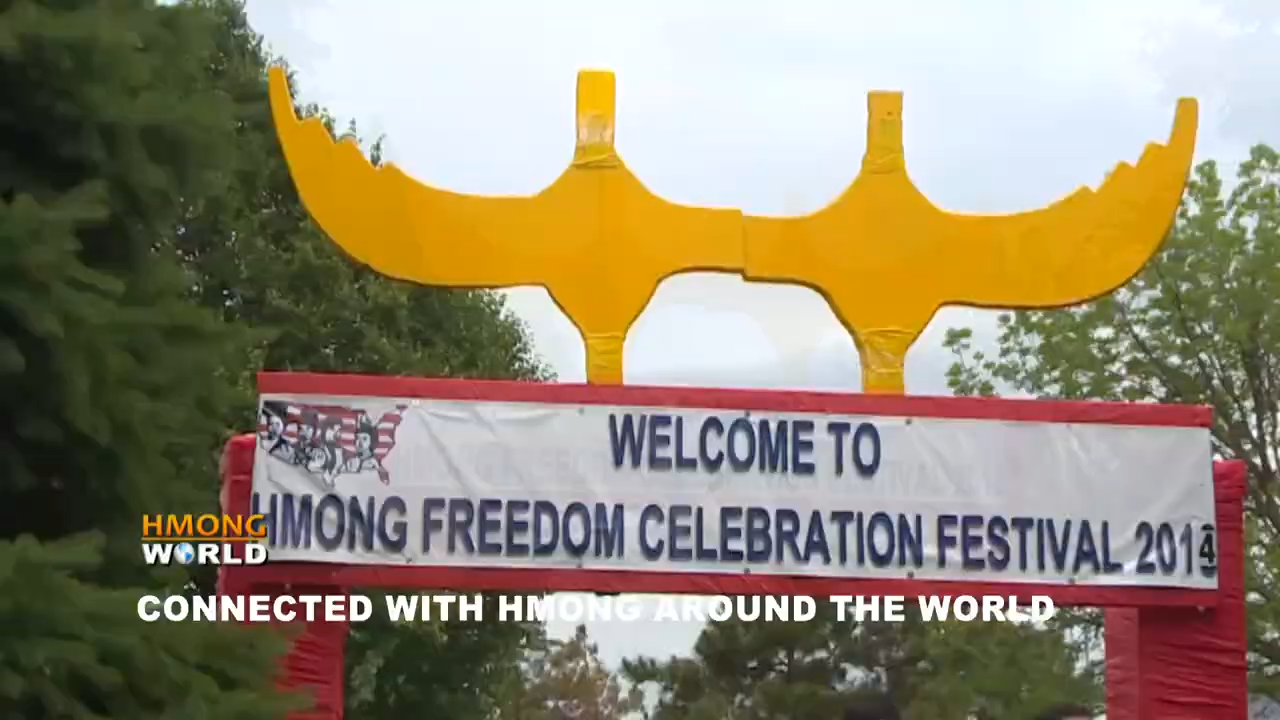 WELCOME TO
HMONG FREEDOM CELEBRATION FESTIVAL 2014
HMONG
WORLD
CONNECTED WITH HMONG AROUND THE WORLD